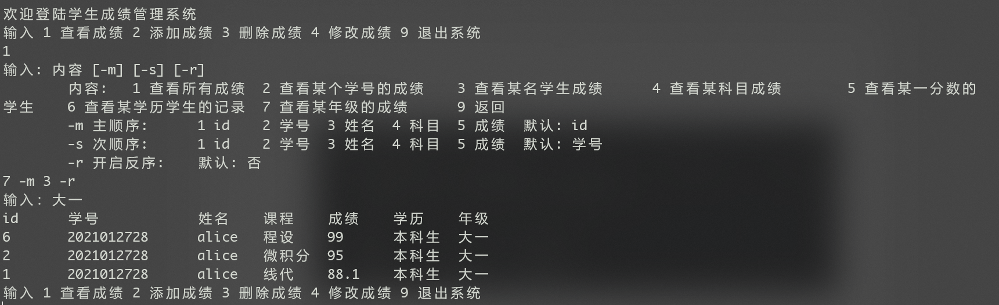 欢迎登陆学生成绩管理系统
输入 1 查看成绩 2 添加成绩 3 删除成绩 4 修改成绩 9 退出系统
1
输入: 内容 [-m] [-s] [-r]
内容: 1 查看所有成绩 2 查看某个学号的成绩 3 查看某名学生成绩 4 查看某科目成绩 5 查看某一分数的
学生 6 查看某学历学生的记录 7 查看某年级的成绩 9 返回
-m 主顺序: 1 id 2 学号 3 姓名 4 科目 5 成绩 默认: id
-s 次顺序: 1 id 2 学号 3 姓名 4 科目 5 成绩 默认: 学号
-r 开启反序: 默认: 否
7 -m 3 -r
输入: 大一
id 学号 姓名 课程 成绩 学历 年级
6 2021012728 alice 程设 99 本科生 大一
2 2021012728 alice 微积分 95 本科生 大一
1 2021012728 alice 线代 88.1 本科生 大一
输入 1 查看成绩 2 添加成绩 3 删除成绩 4 修改成绩 9 退出系统